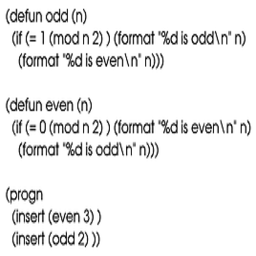 (defun odd (n)
(if (= 1 (mod n 2) ) (format "%d is odd\n" n)
(format "%d is even\n" n)))
(defun even (n)
(if (= 0 (mod n 2) ) (format "%d is even\n" n)
(format "%d is odd\n" n)))
(progn
(insert (even 3) )
(insert (odd 2) ))